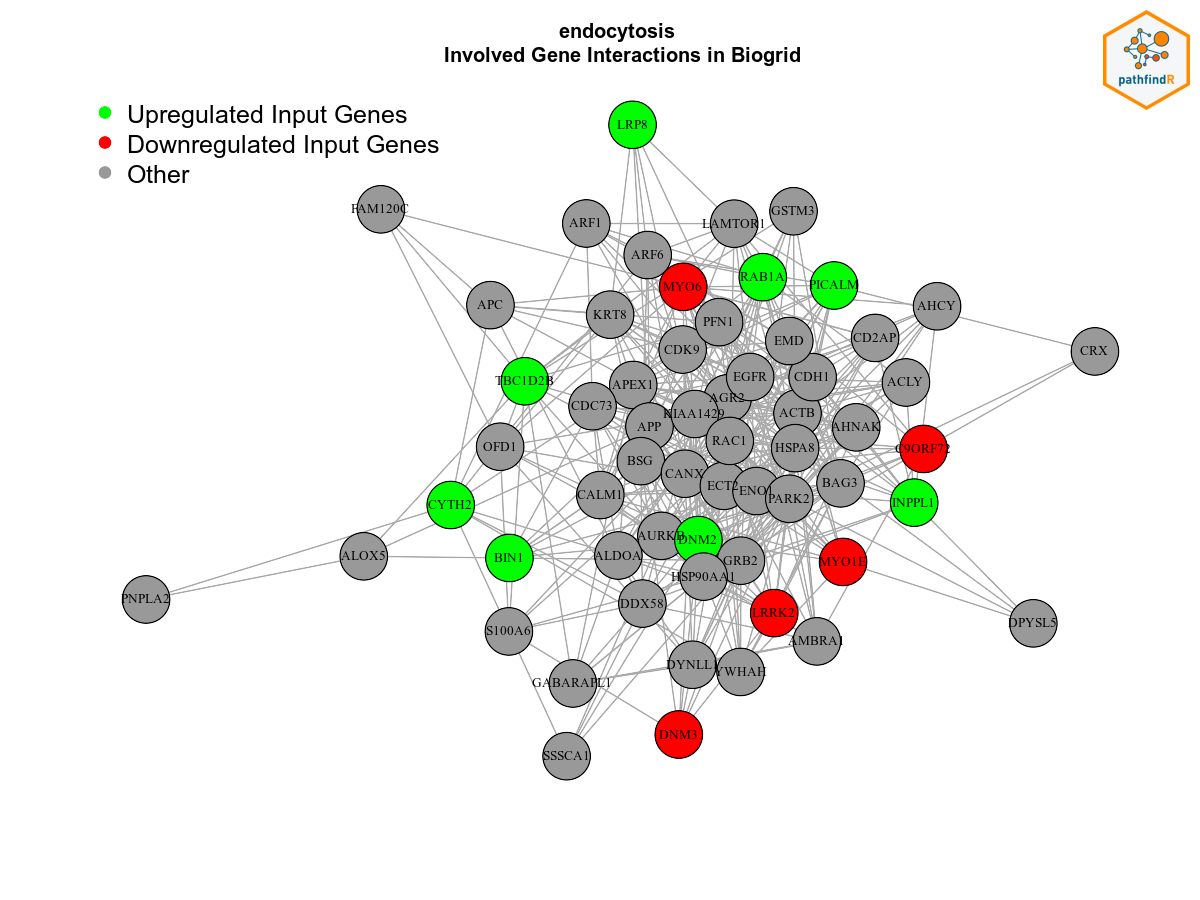 endocytosis
Involved Gene Interactions in Biogrid
pathfindR
Upregulated Input Genes
Downregulated Input Genes
Other
LRP8
FAM120C
ARF1
LAMTOR1
GSTM3
ARF6
MYO6
RAB1A
PICALM
APC
KRT8
PFN1
AHCY
CDK9
EMD
CD2AP
CRX
TBC1D2B
APEX1
EGFR
CDH1
ACLY
CDC73
AGR2
KIAA1429
ACTB
APP
AHNAK
OFD1
RAC1
HSPA8
C9ORF72
BSG
CANX
ECT2
ENO1
PARK2
BAG3
CYTH2
CALM1
INPPL1
AURKB
DNM2
ALOX5
BIN1
ALDOA
GRB2
MYO1E
HSP90AA1
PNPLA2
DDX58
LRRK2
DPYSL5
S100A6
AMBRA1
DYNLL1
YWHAH
GABARAPL1
DNM3
SSSCA1